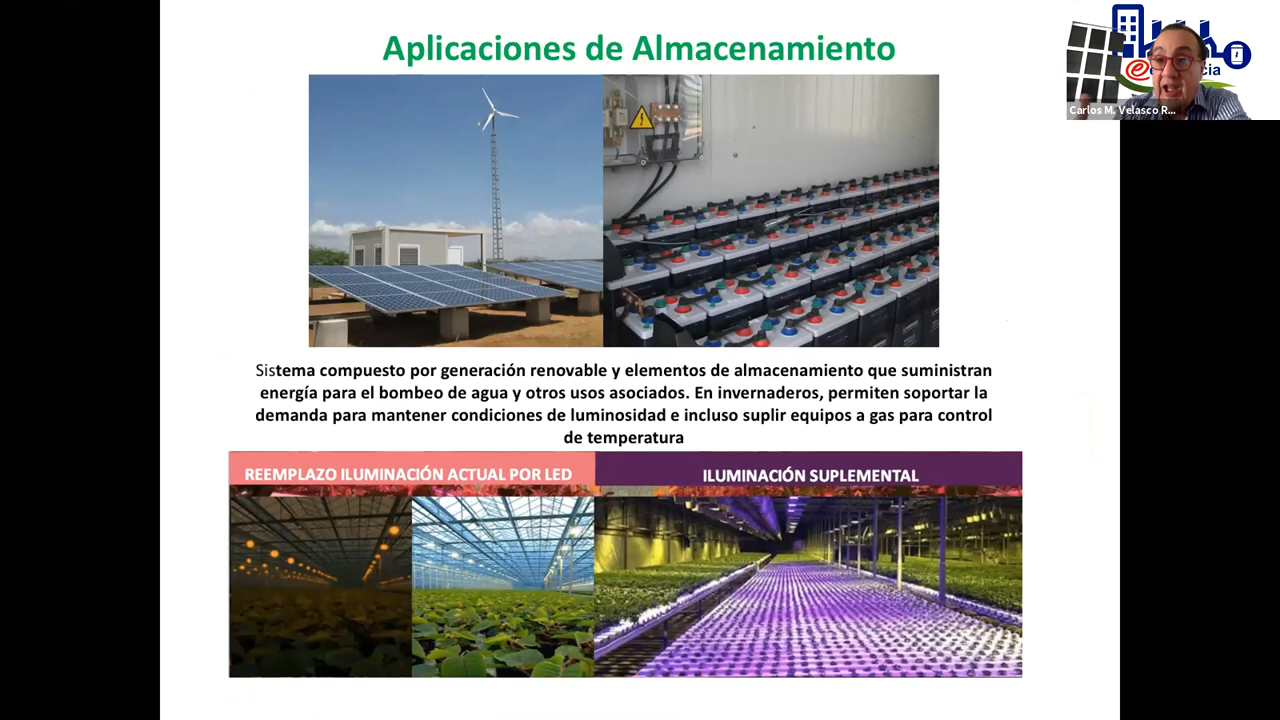 Aplicaciones de Almacenamiento
Carlos M. Velasco R...
Sistema compuesto por generación renovable y elementos de almacenamiento que suministran
energía para el bombeo de agua y otros usos asociados. En invernaderos, permiten soportar la
demanda para mantener condiciones de luminosidad e incluso suplir equipos a gas para control
de temperatura
REEMPLAZO ILUMINACIÓN ACTUAL POR LED
ILUMINACIÓN SUPLEMENTAL